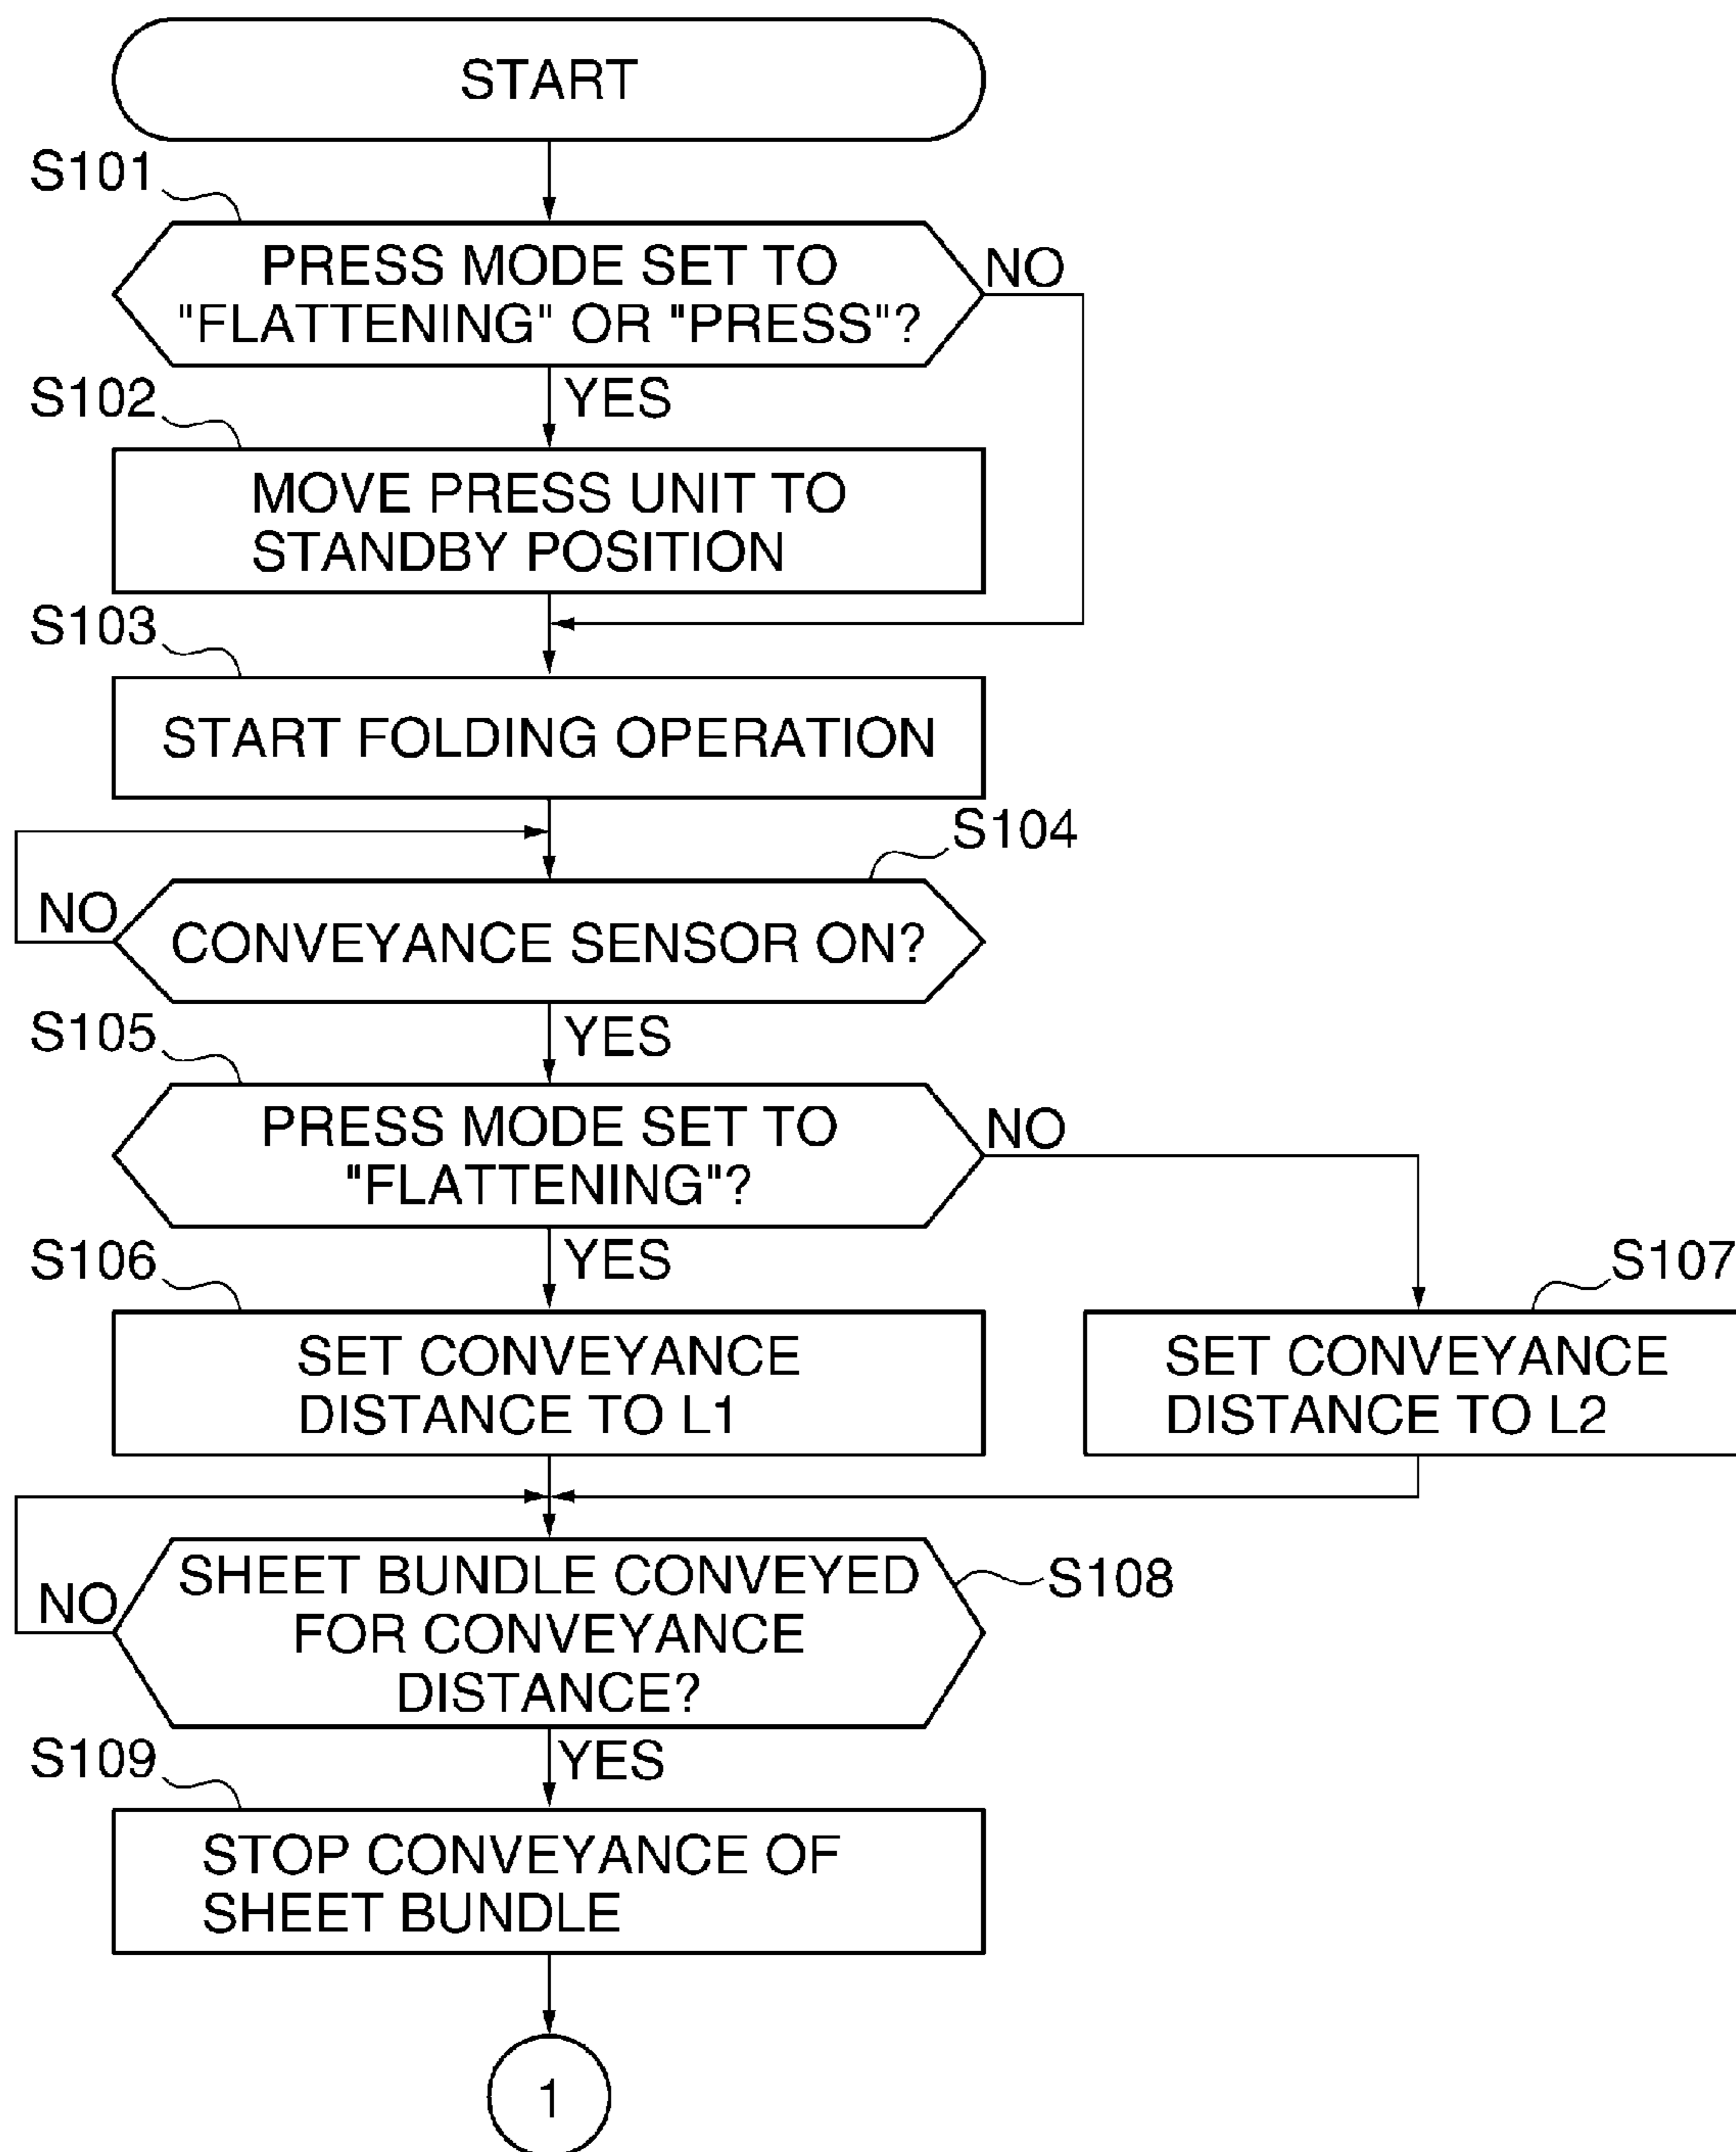 START
S101
PRESS MODE SET TO
"FLATTENING" OR "PRESS"?
NO
YES
S102
MOVE PRESS UNIT TO
STANDBY POSITION
S103
START FOLDING OPERATION
S104
NO
CONVEYANCE SENSOR ON?
YES
S105
PRESS MODE SET TO
"FLATTENING"?
NO
YES
S106
SET CONVEYANCE
DISTANCE TO L1
S107
SET CONVEYANCE
DISTANCE TO L2
SHEET BUNDLE CONVEYED
FOR CONVEYANCE
DISTANCE?
NO
S108
YES
S109
STOP CONVEYANCE OF
SHEET BUNDLE
1